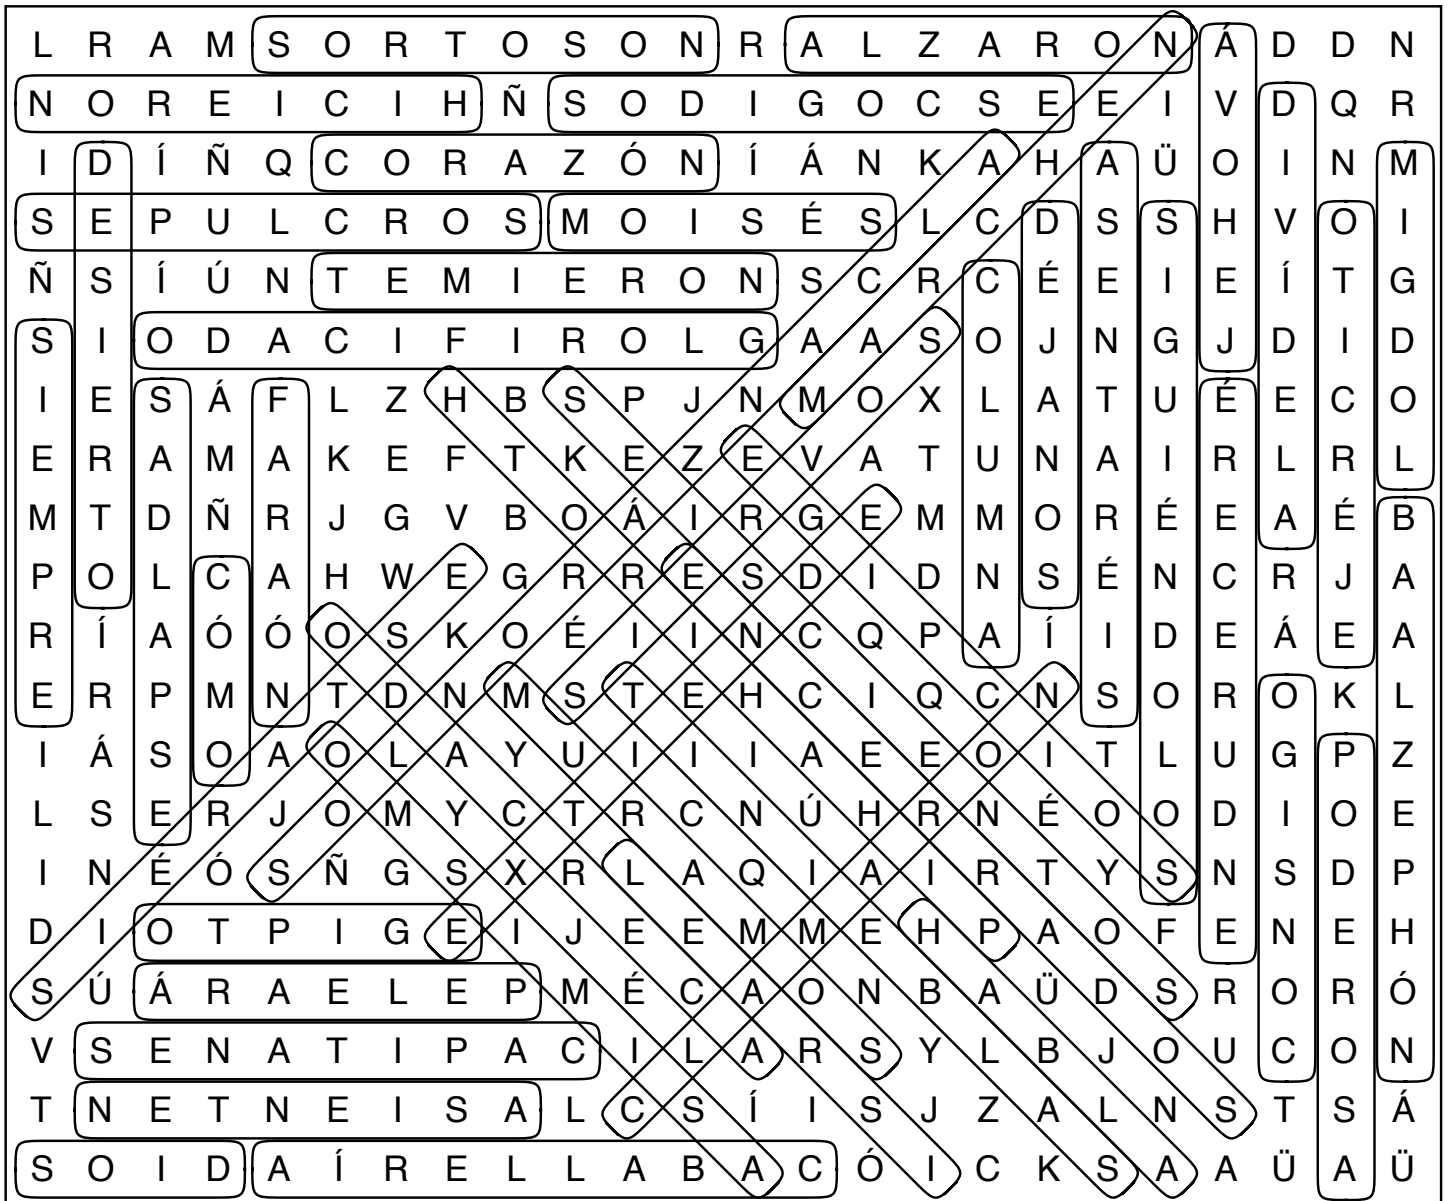 L R A M S O R T O S O N R A L Z A R O N Á D D N
N O R E I C I H Ñ S O D I G O C S E E I V D Q R
I D Í Ñ Q C O R A Z Ó N Í Á N K A H A Ü O I N M
S E P U L C R O S M O I S É S L C D S S H V O I
Ñ S Í Ú N T E M I E R O N S C R C É E I E Í T G
S I O D A C I F I R O L G A A S O J N G J D I D
I E S Á F L Z H B S P J N M O X L A T U É E C O
E R A M A K E F T K E Z E V A T U N A I R L R L
M T D Ñ R J G V B O Á I R G E M M O R É E A É B
P O L C A H W E G R R E S D I D N S É N C R J A
R Í A Ó Ó O S K O É I I N C Q P A Í I D E Á E A
E R P M N T D N M S T E H C I Q C N S O R O K L
I Á S O A O L A Y U I I I A E E O I T L U G P Z
L S E R J O M Y C T R C N Ú H R N É O O D I O E
I N É Ó S Ñ G S X R L A Q I A I R T Y S N S D P
D I O T P I G E I J E E M M E H P A O F E N E H
S Ú Á R A E L E P M É C A O N B A Ü D S R O R Ó
V S E N A T I P A C I L A R S Y L B J O U C O N
T N E T N E I S A L C S Í I S J Z A L N S T S Á
S O I D A Í R E L L A B A C Ó I C K S A A Ü A Ü